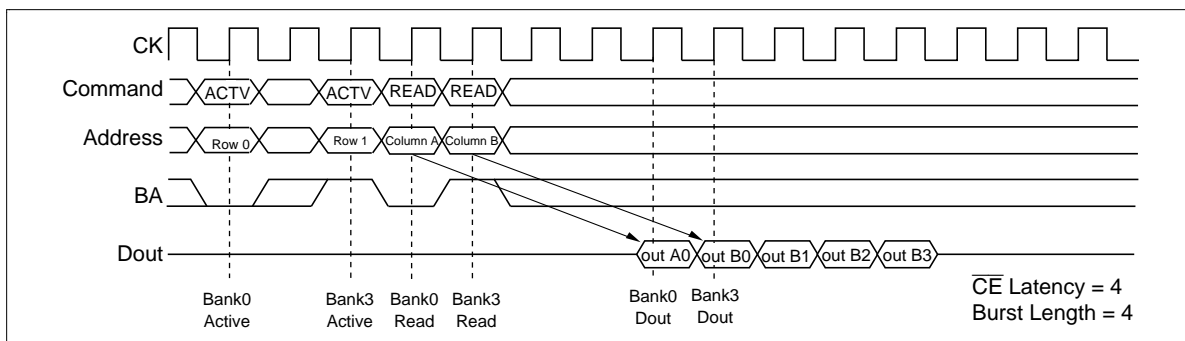 CK
Command ACTV ACTV READ READ
Address Row 0 Row 1 Column A Column B
BA
Dout out A0 out B0 out B1 out B2 out B3
Bank0 Active
Bank3 Active
Bank0 Read
Bank3 Read
Bank0 Dout
Bank3 Dout
CE Latency = 4
Burst Length = 4